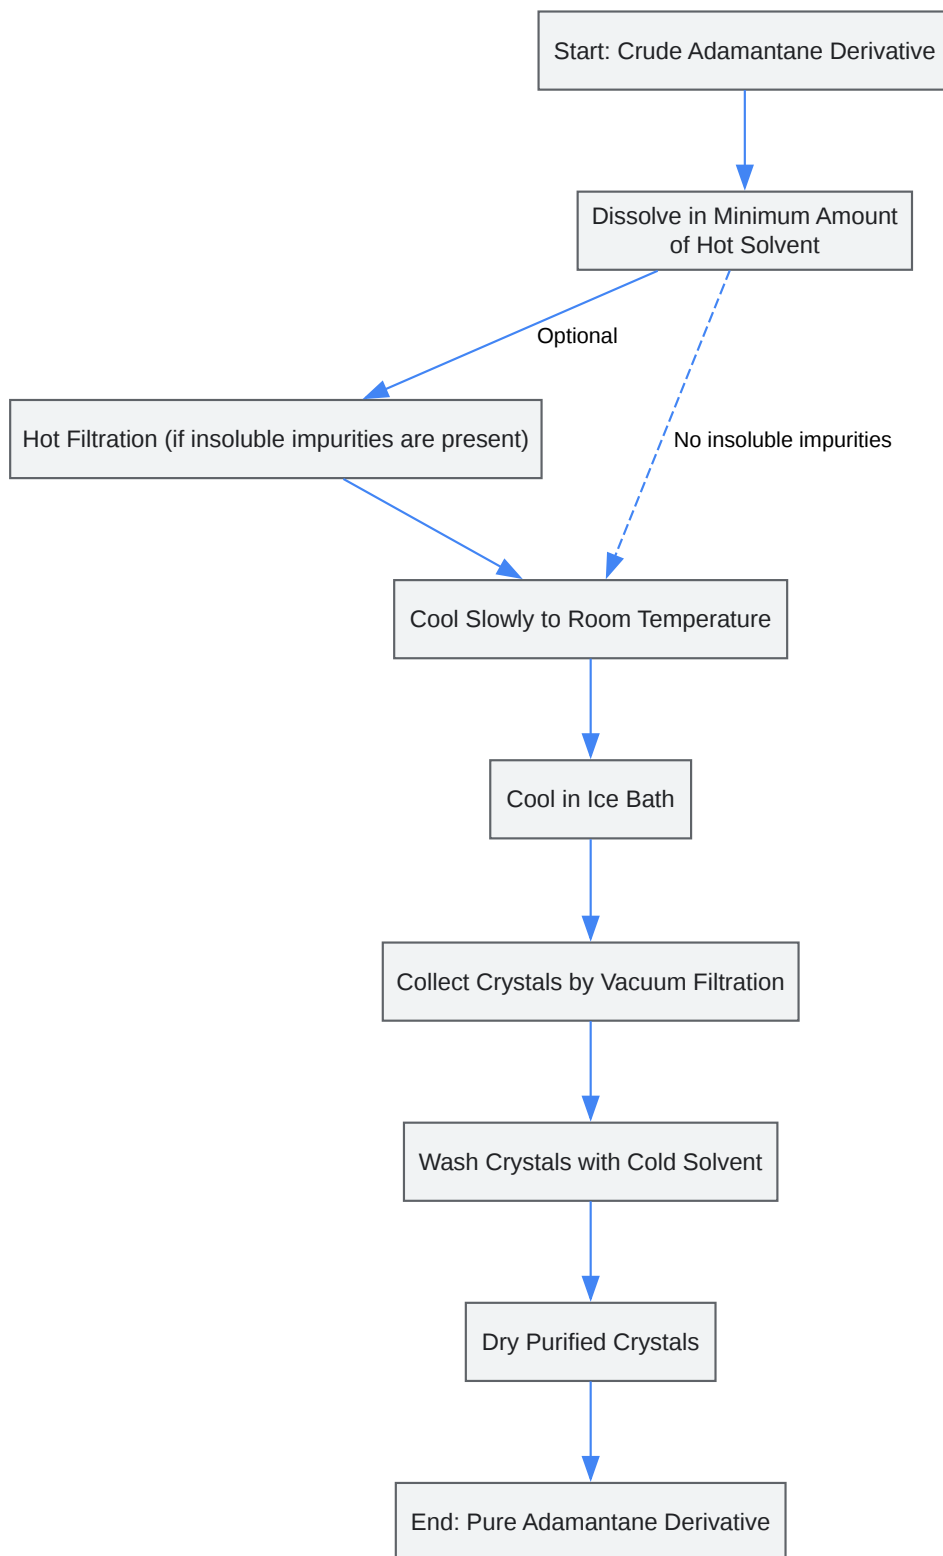 Start: Crude Adamantane Derivative
Dissolve in Minimum Amount
of Hot Solvent
Optional
Hot Filtration (if insoluble impurities are present)
No insoluble impurities
Cool Slowly to Room Temperature
Cool in Ice Bath
Collect Crystals by Vacuum Filtration
Wash Crystals with Cold Solvent
Dry Purified Crystals
End: Pure Adamantane Derivative